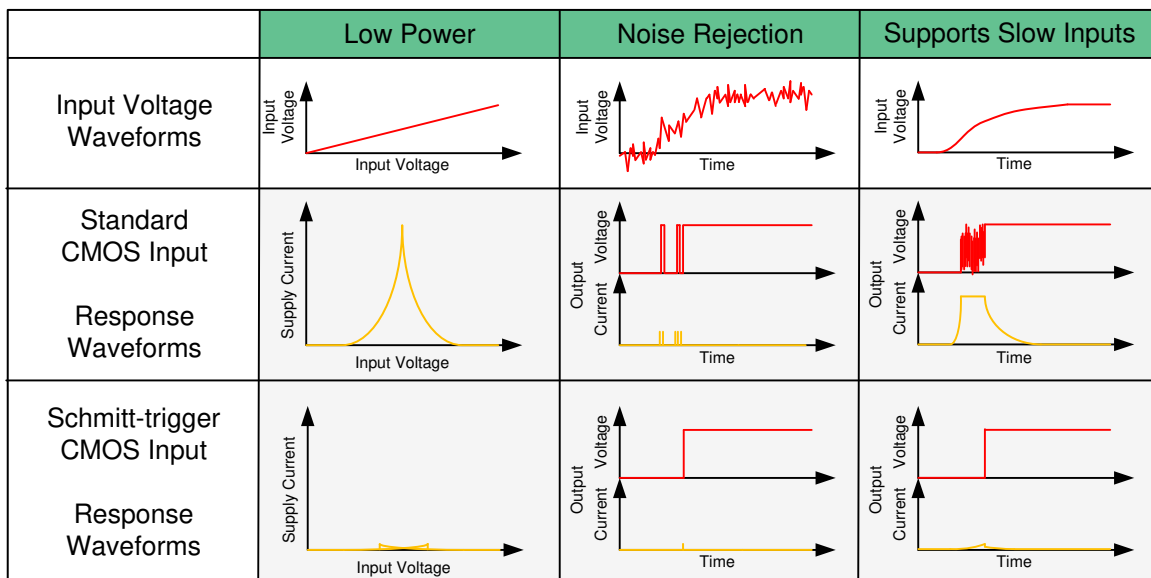 Low Power
Noise Rejection
Supports Slow Inputs
Input Voltage
Waveforms
Input
Voltage
Input Voltage
Input
Voltage
Time
Input
Voltage
Time
Standard
CMOS Input
Response
Waveforms
Supply Current
Input Voltage
Output
Voltage
Current
Time
Output
Voltage
Current
Time
Schmitt-trigger
CMOS Input
Response
Waveforms
Supply Current
Input Voltage
Output
Voltage
Current
Time
Output
Voltage
Current
Time